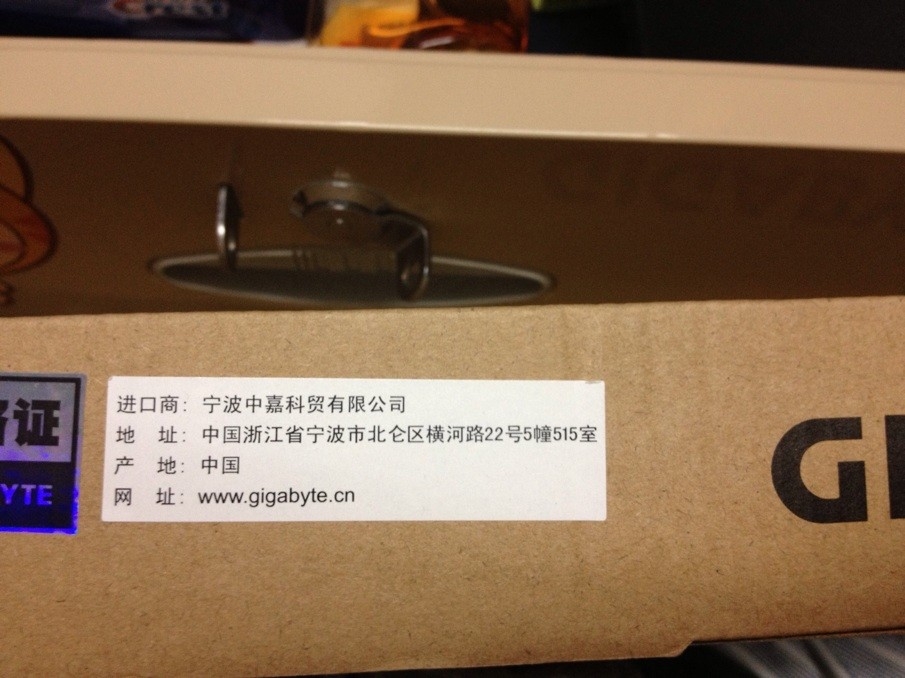 进口商: 宁波中嘉科贸有限公司
地 址: 中国浙江省宁波市北仑区横河路22号5幢515室
产 地: 中国
网 址: www.gigabyte.cn
证
YTE
G